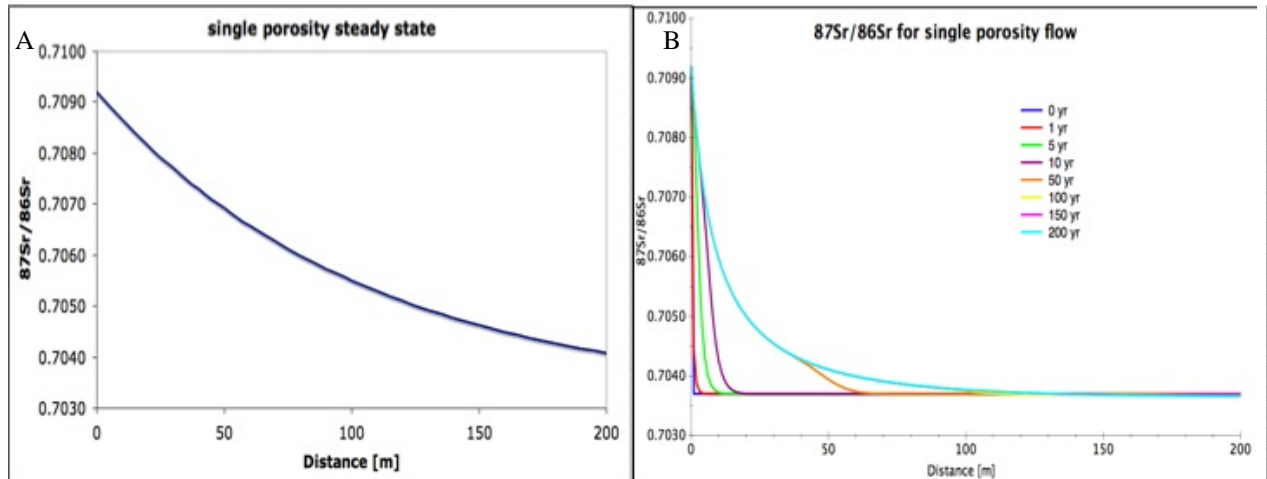 A
single porosity steady state
0.7100
0.7090
0.7080
0.7070
0.7060
0.7050
0.7040
0.7030
87Sr/86Sr
0 50 100 150 200
Distance [m]
B
87Sr/86Sr for single porosity flow
0.7100
0.7090
0.7080
0.7070
0.7060
0.7050
0.7040
0.7030
87Sr/86Sr
0 yr
1 yr
5 yr
10 yr
50 yr
100 yr
150 yr
200 yr
0 50 100 150 200
Distance [m]